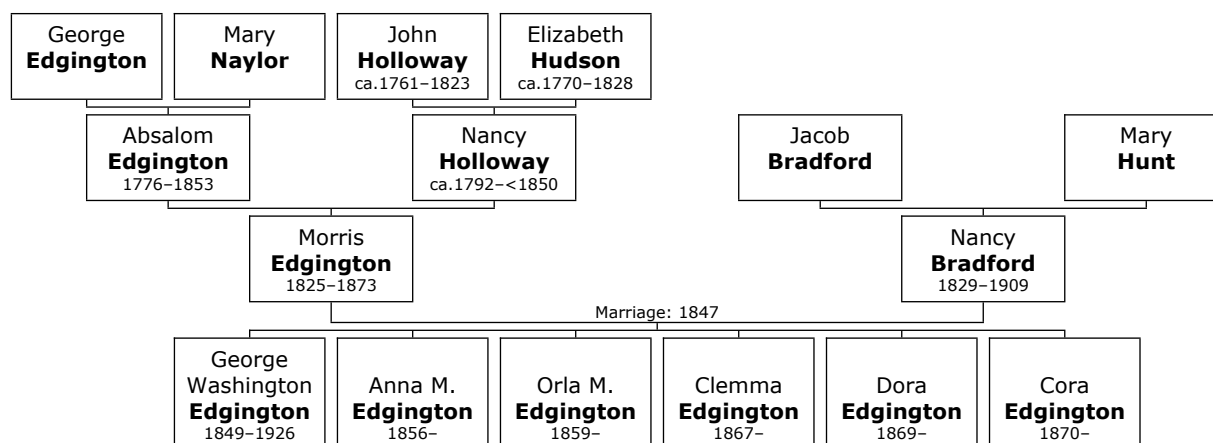 George
Edgington
Mary
Naylor
John
Holloway
ca.1761–1823
Elizabeth
Hudson
ca.1770–1828
Absalom
Edgington
1776–1853
Nancy
Holloway
ca.1792–<1850
Jacob
Bradford
Mary
Hunt
Morris
Edgington
1825–1873
Nancy
Bradford
1829–1909
Marriage: 1847
George
Washington
Edgington
1849–1926
Anna M.
Edgington
1856–
Orla M.
Edgington
1859–
Clemma
Edgington
1867–
Dora
Edgington
1869–
Cora
Edgington
1870–